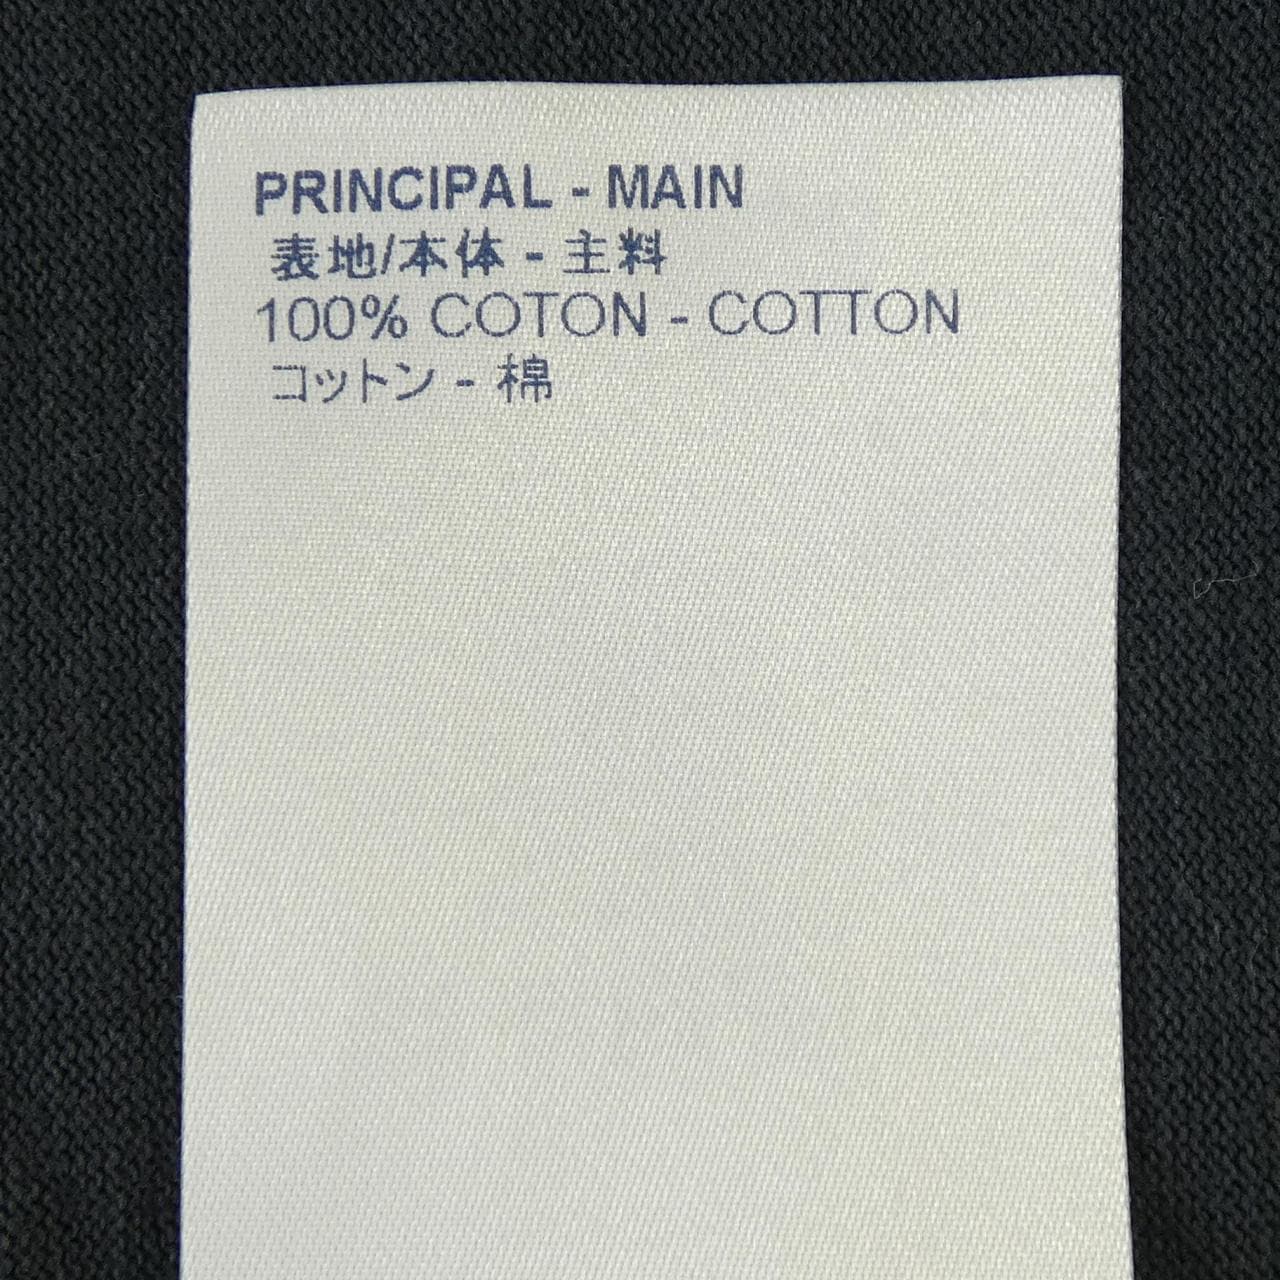 PRINCIPAL - MAIN
表地/本体 - 主料
100% COTON - COTTON
コットン - 棉